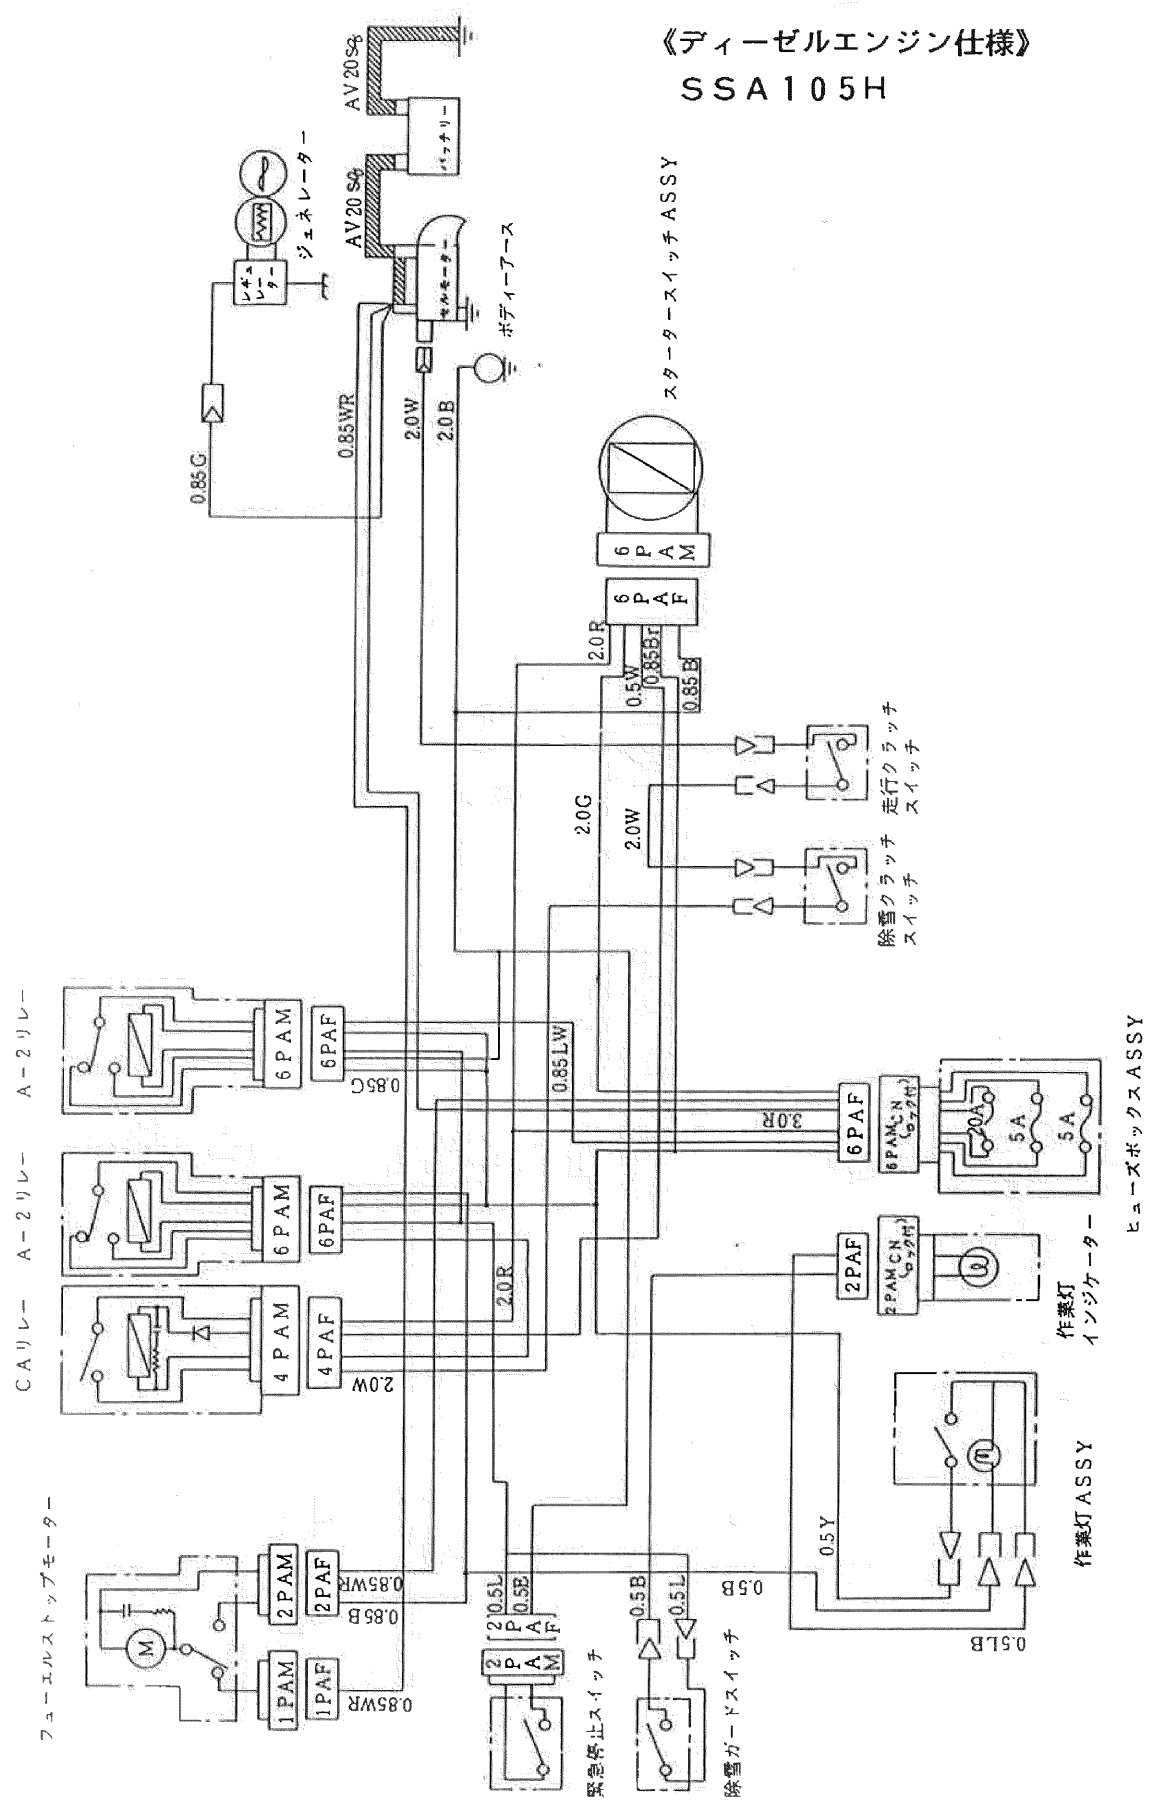 《ディーゼルエンジン仕様》
SSA105H
AV20sq
バッテリー
AV20sq
ジェネレーター
レギュ
レー
ター
セルモーター
ボディーアース
0.85G
0.85WR
2.0W
2.0B
スタータースイッチASSY
6PAM
6PAF
2.0R
0.5W
0.85Br
0.85B
2.0G
2.0W
走行クラッチ
スイッチ
除雪クラッチ
スイッチ
A-2リレー
6PAM
6PAF
0.85G
0.85LW
A-2リレー
6PAM
6PAF
CAリレー
4PAM
4PAF
2.0R
2.0W
3.0R
6PAF
6PAMCN
(ロック付)
20A
5A
5A
ヒューズボックスASSY
2PAF
2PAMCN
(ロック付)
作業灯
インジケーター
作業灯ASSY
0.5Y
0.5B
0.5LB
フューエルストップモーター
M
2PAM
2PAF
0.85WR
0.85B
1PAM
1PAF
0.85WR
0.5L
0.5B
2PAF
2PAM
緊急停止スイッチ
0.5B
0.5L
除雪ガードスイッチ